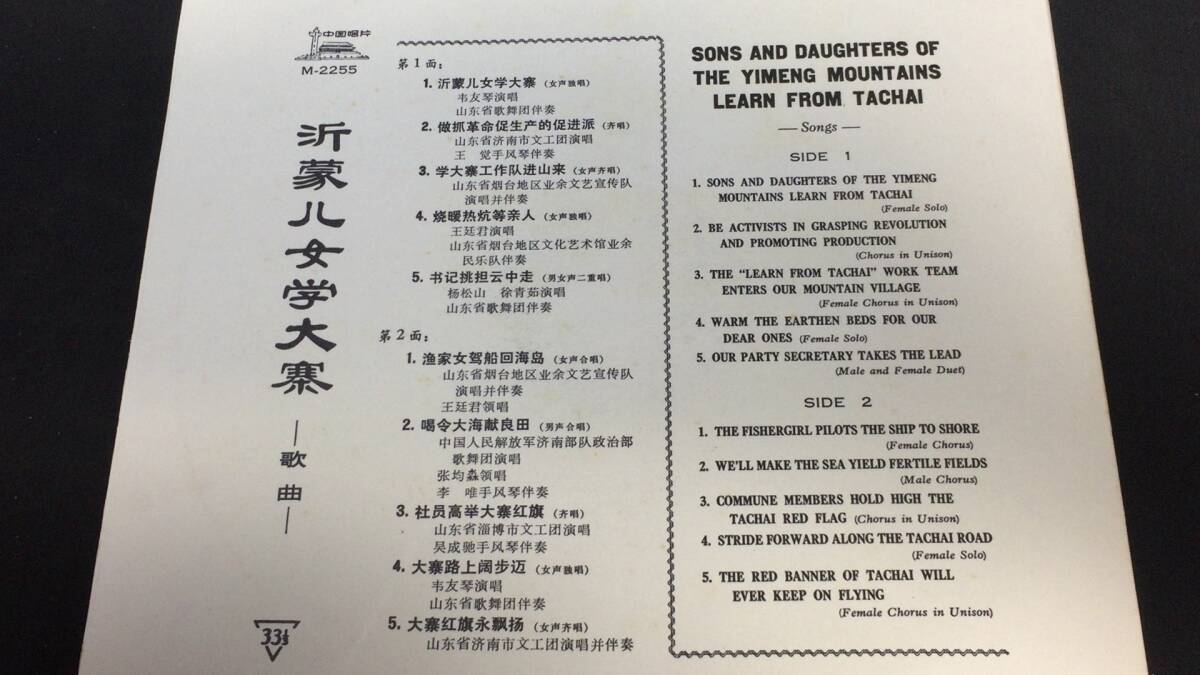 中国唱片
M-2255
沂蒙儿女学大寨
—歌曲—
33⅓
第1面:
1. 沂蒙儿女学大寨 (女声独唱)
韦友琴演唱
山东省歌舞团伴奏
2. 做抓革命促生产的促进派 (齐唱)
山东省济南市文工团演唱
王 觉手风琴伴奏
3. 学大寨工作队进山来 (女声齐唱)
山东省烟台地区业余文艺宣传队
演唱并伴奏
4. 烧暖热炕等亲人 (女声独唱)
王廷君演唱
山东省烟台地区文化艺术馆业余
民乐队伴奏
5. 书记挑担云中走 (男女声二重唱)
杨松山 徐青茹演唱
山东省歌舞团伴奏
第2面:
1. 渔家女驾船回海岛 (女声合唱)
山东省烟台地区业余文艺宣传队
演唱并伴奏
王廷君领唱
2. 喝令大海献良田 (男声合唱)
中国人民解放军济南部队政治部
歌舞团演唱
张均淼领唱
李 唯手风琴伴奏
3. 社员高举大寨红旗 (齐唱)
山东省淄博市文工团演唱
吴成驰手风琴伴奏
4. 大寨路上阔步迈 (女声独唱)
韦友琴演唱
山东省歌舞团伴奏
5. 大寨红旗永飘扬 (女声齐唱)
山东省济南市文工团演唱并伴奏
SONS AND DAUGHTERS OF
THE YIMENG MOUNTAINS
LEARN FROM TACHAI
— Songs —
SIDE 1
1. SONS AND DAUGHTERS OF THE YIMENG
MOUNTAINS LEARN FROM TACHAI
(Female Solo)
2. BE ACTIVISTS IN GRASPING REVOLUTION
AND PROMOTING PRODUCTION
(Chorus in Unison)
3. THE "LEARN FROM TACHAI" WORK TEAM
ENTERS OUR MOUNTAIN VILLAGE
(Female Chorus in Unison)
4. WARM THE EARTHEN BEDS FOR OUR
DEAR ONES (Female Solo)
5. OUR PARTY SECRETARY TAKES THE LEAD
(Male and Female Duet)
SIDE 2
1. THE FISHERGIRL PILOTS THE SHIP TO SHORE
(Female Chorus)
2. WE'LL MAKE THE SEA YIELD FERTILE FIELDS
(Male Chorus)
3. COMMUNE MEMBERS HOLD HIGH THE
TACHAI RED FLAG (Chorus in Unison)
4. STRIDE FORWARD ALONG THE TACHAI ROAD
(Female Solo)
5. THE RED BANNER OF TACHAI WILL
EVER KEEP ON FLYING
(Female Chorus in Unison)